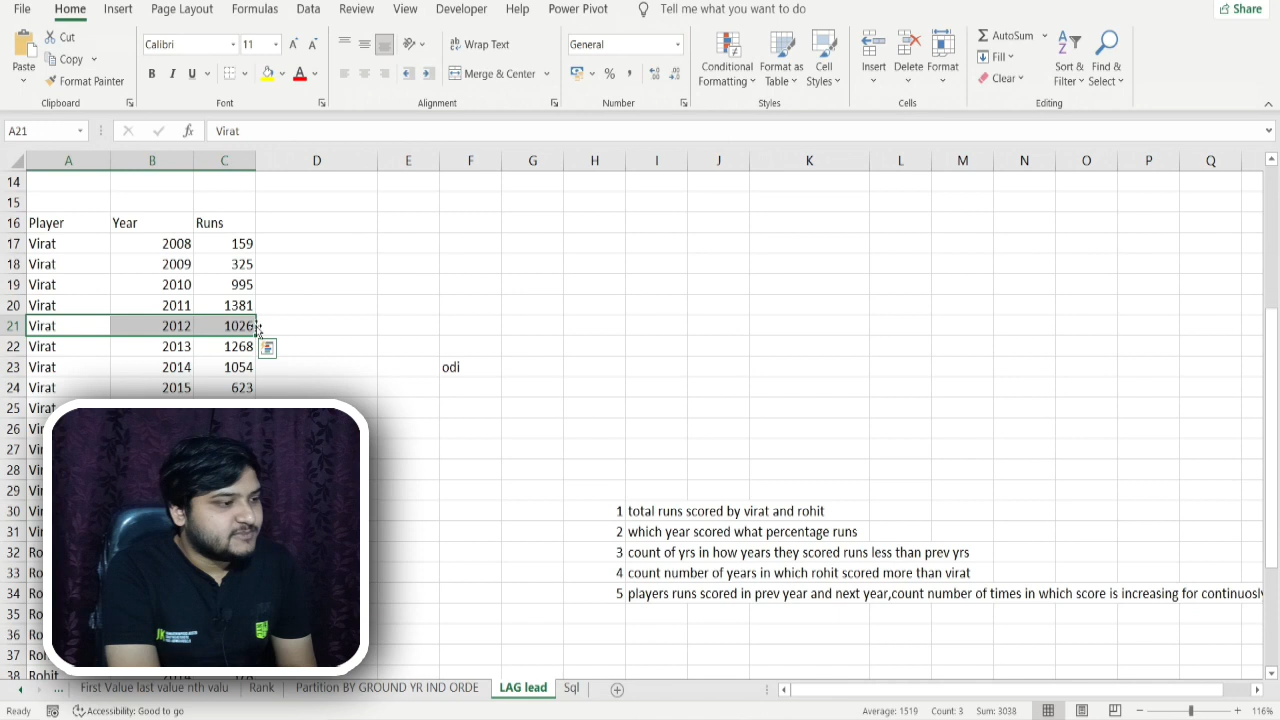 File Home Insert Page Layout Formulas Data Review View Developer Help Power Pivot Tell me what you want to do Share
Paste Cut Copy Format Painter Clipboard
Calibri 11 B I U A Font
Wrap Text Merge & Center Alignment
General % , Number
Conditional Formatting Format as Table Cell Styles Styles
Insert Delete Format Cells
AutoSum Fill Clear Sort & Filter Find & Select Editing
A21 fx Virat
A B C D E F G H I J K L M N O P Q
14
15
16 Player Year Runs
17 Virat 2008 159
18 Virat 2009 325
19 Virat 2010 995
20 Virat 2011 1381
21 Virat 2012 1026
22 Virat 2013 1268
23 Virat 2014 1054 odi
24 Virat 2015 623
25
26
27
28
29
30 1 total runs scored by virat and rohit
31 2 which year scored what percentage runs
32 3 count of yrs in how years they scored runs less than prev yrs
33 4 count number of years in which rohit scored more than virat
34 5 players runs scored in prev year and next year,count number of times in which score is increasing for continuosly
35
36
37
38 Rohit
... First Value last value nth valu Rank Partition BY GROUND YR IND ORDE LAG lead Sql
Ready Accessibility: Good to go Average: 1519 Count: 3 Sum: 3038 116%